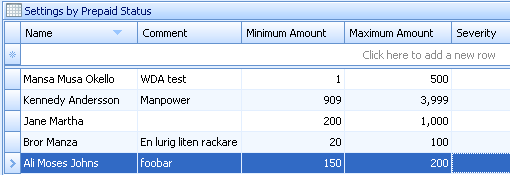 Settings by Prepaid Status
Name Comment Minimum Amount Maximum Amount Severity
Click here to add a new row
Mansa Musa Okello WDA test 1 500
Kennedy Andersson Manpower 909 3,999
Jane Martha 200 1,000
Bror Manza En lurig liten rackare 20 100
Ali Moses Johns foobar 150 200